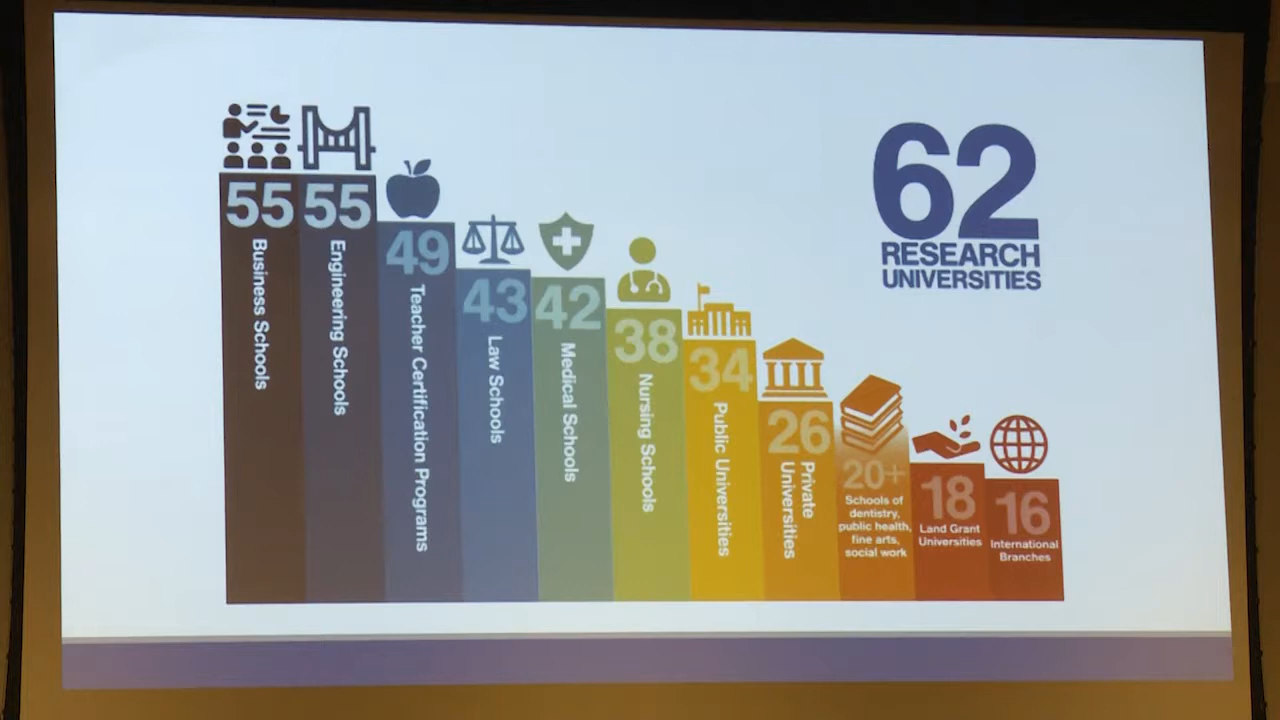 55
Business Schools
55
Engineering Schools
49
Teacher Certification Programs
43
Law Schools
42
Medical Schools
38
Nursing Schools
34
Public Universities
26
Private
Universities
20+
Schools of
dentistry,
public health,
fine arts,
social work
18
Land Grant
Universities
16
International
Branches
62
RESEARCH
UNIVERSITIES